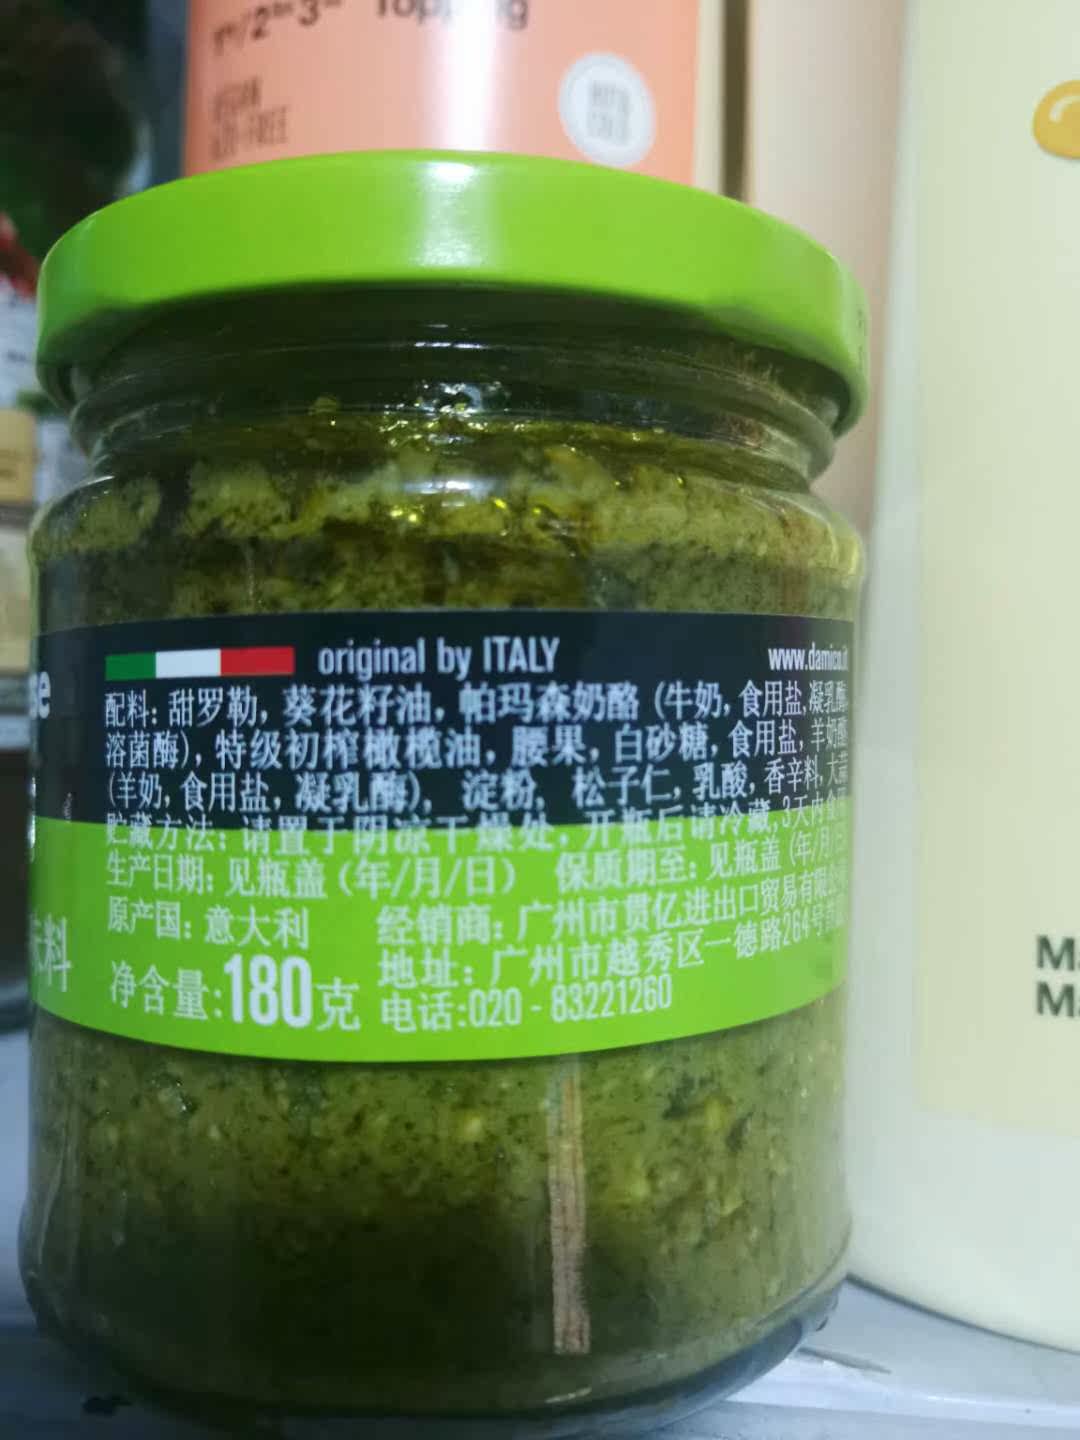 1ˢᵗ/2ⁿᵈ3ʳᵈ Topping
VEGAN
original by ITALY
www.damico.it
配料: 甜罗勒, 葵花籽油, 帕玛森奶酪 (牛奶, 食用盐, 凝乳酶,
溶菌酶), 特级初榨橄榄油, 腰果, 白砂糖, 食用盐, 羊奶酪
(羊奶, 食用盐, 凝乳酶), 淀粉, 松子仁, 乳酸, 香辛料, 大蒜
贮藏方法: 请置于阴凉干燥处, 开瓶后请冷藏, 3天内食
生产日期: 见瓶盖 (年/月/日) 保质期至: 见瓶盖 (年/月/日
原产国: 意大利
经销商: 广州市贯亿进出口贸易有限公
地址: 广州市越秀区一德路264号
净含量:180克
电话:020 - 83221260
料
Ma
Ma